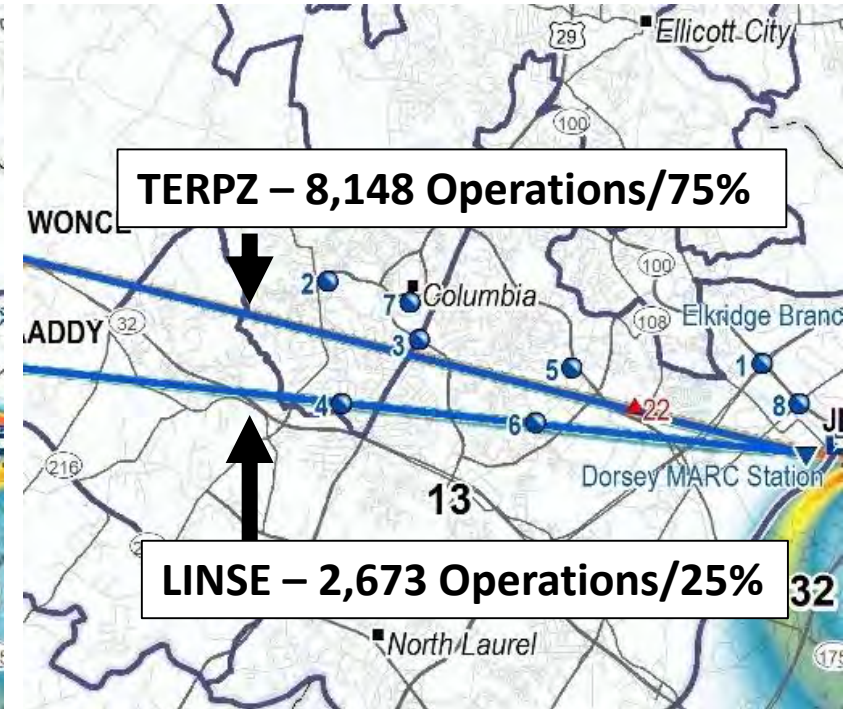 Ellicott City
29
100
TERPZ – 8,148 Operations/75%
WONCE
100
2
7
Columbia
108
Elkridge Branc
32
ADDY
3
1
5
4
22
8
6
216
Dorsey MARC Station
13
LINSE – 2,673 Operations/25%
32
North Laurel
175